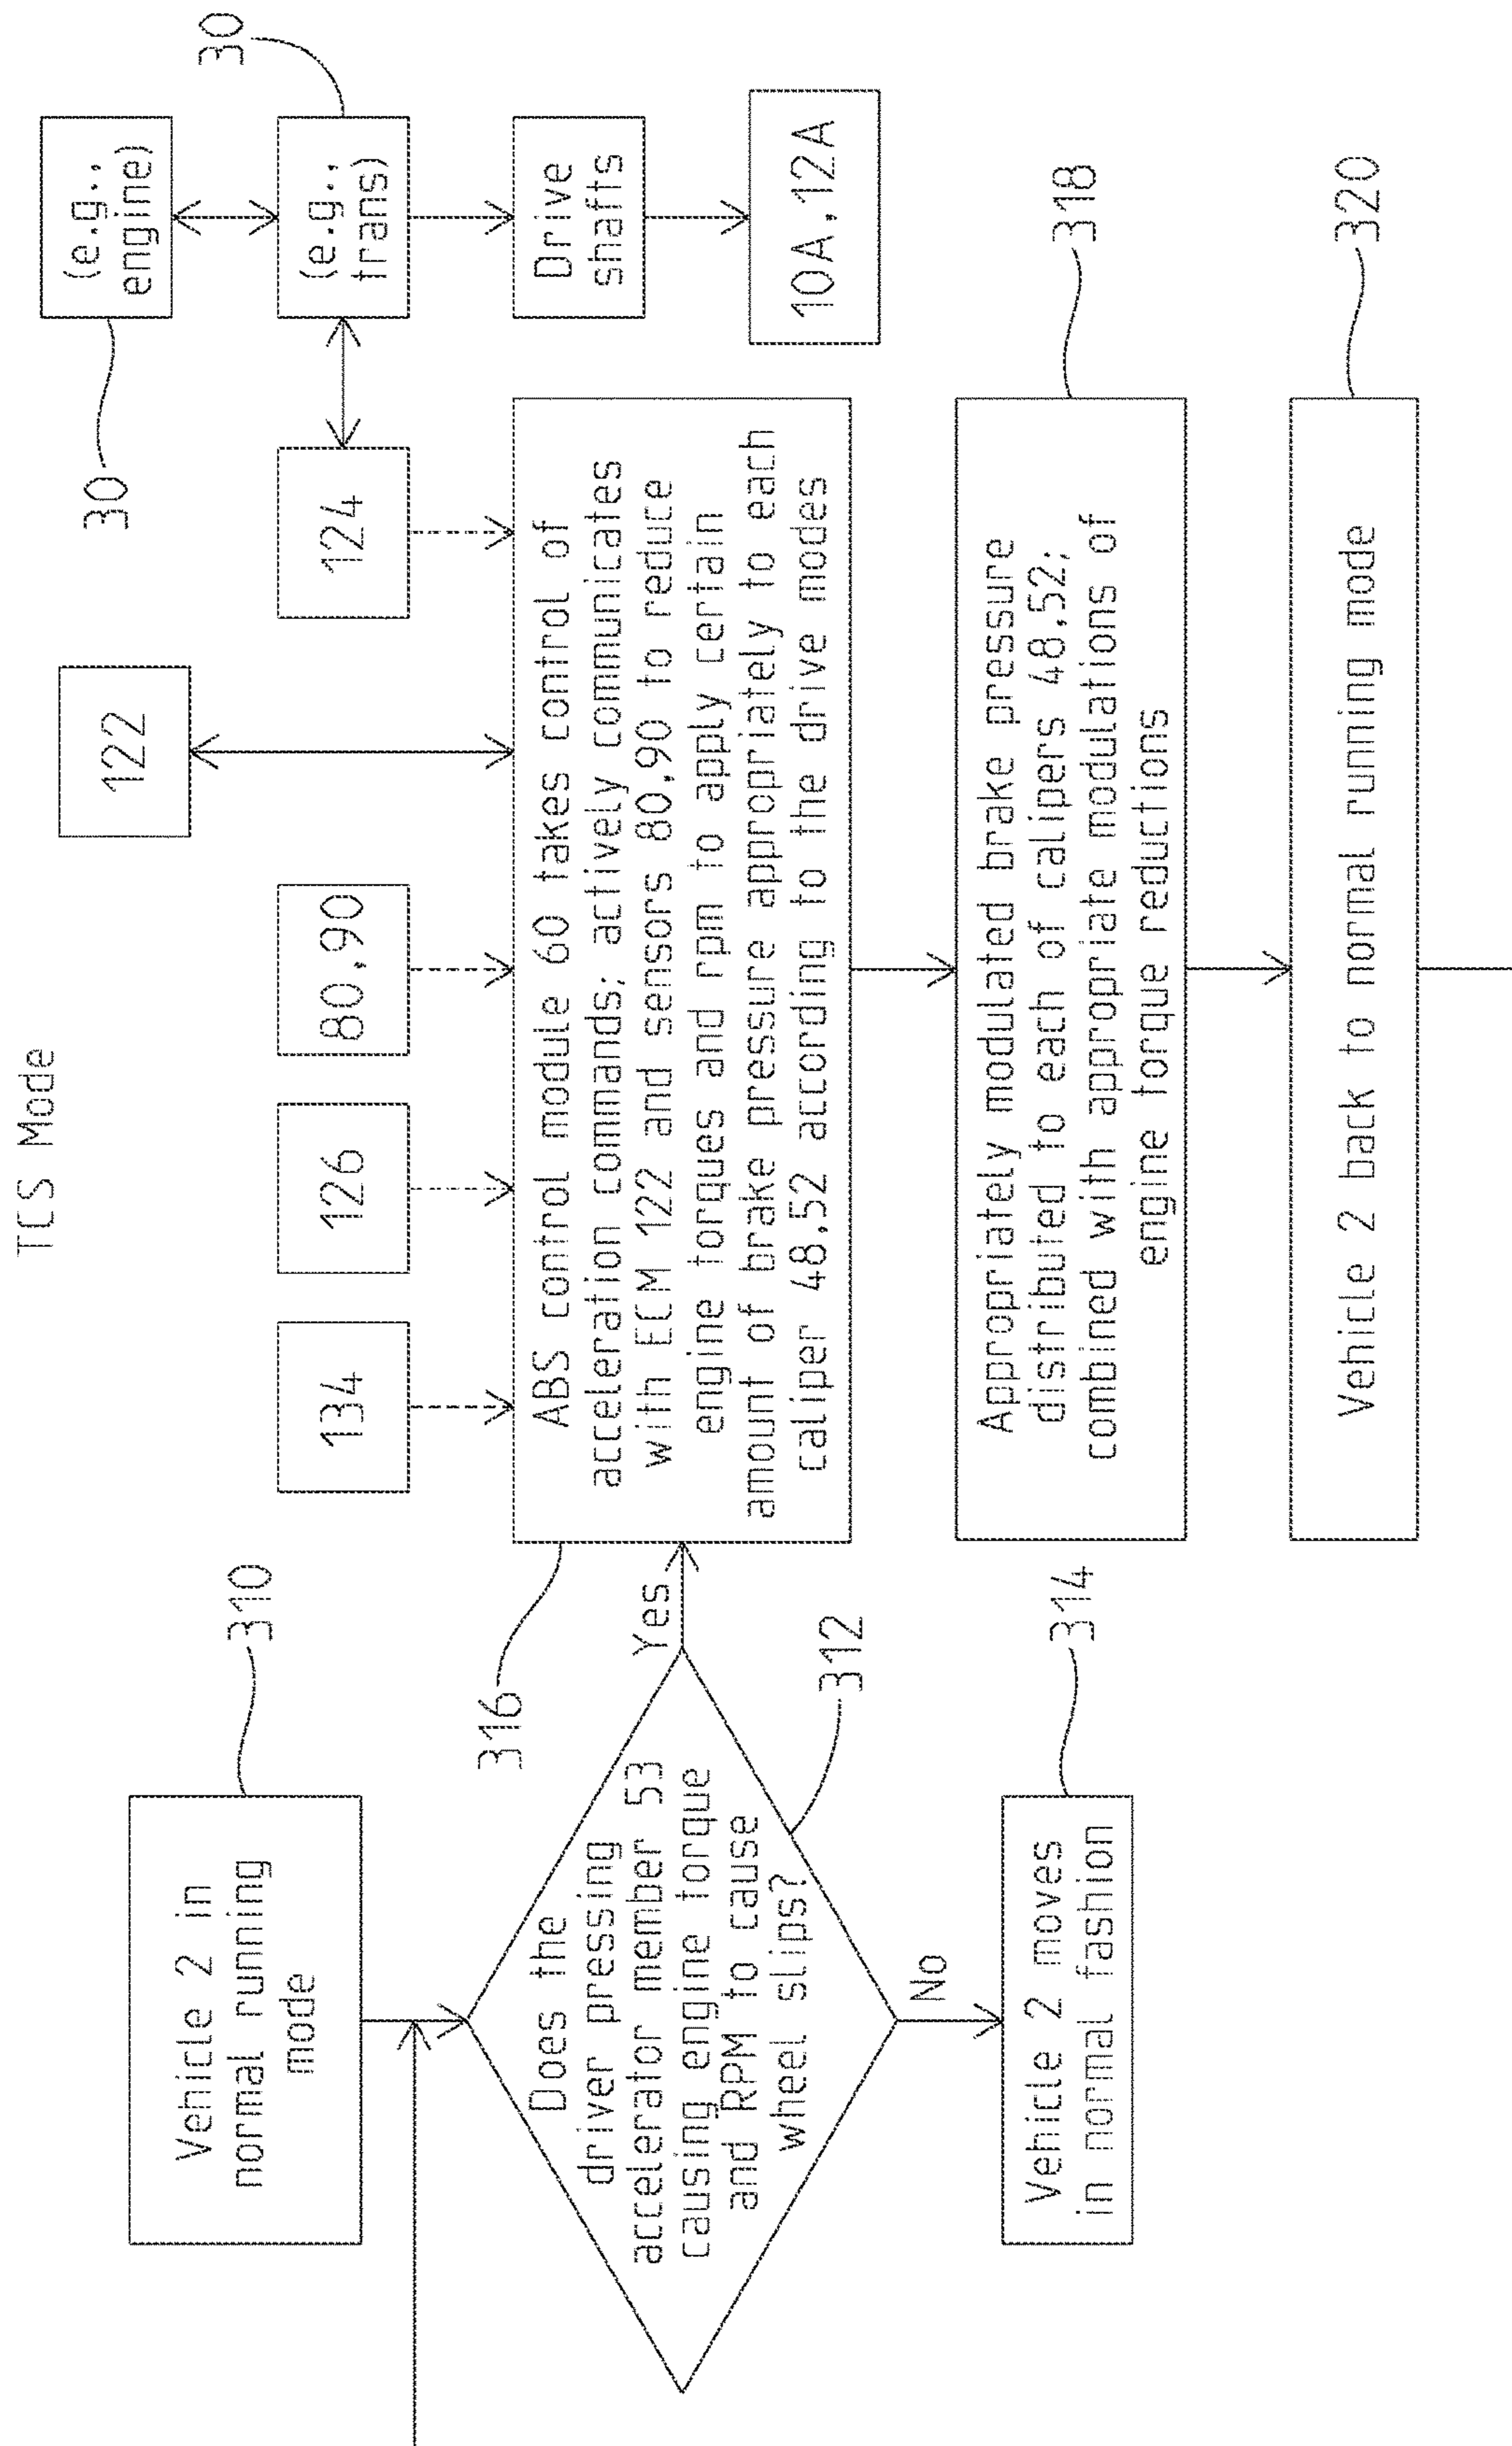 TCS Mode
Vehicle 2 in
normal running
mode
310
Does the
driver pressing
accelerator member 53
causing engine torque
and RPM to cause
wheel slips?
312
Yes
No
Vehicle 2 moves
in normal fashion
314
134
126
80,90
122
124
(e.g.,
engine)
30
(e.g.,
trans)
30
Drive
shafts
10A,12A
316
ABS control module 60 takes control of
acceleration commands; actively communicates
with ECM 122 and sensors 80,90 to reduce
engine torques and rpm to apply certain
amount of brake pressure appropriately to each
caliper 48,52 according to the drive modes
Appropriately modulated brake pressure
distributed to each of calipers 48,52;
combined with appropriate modulations of
engine torque reductions
318
Vehicle 2 back to normal running mode
320